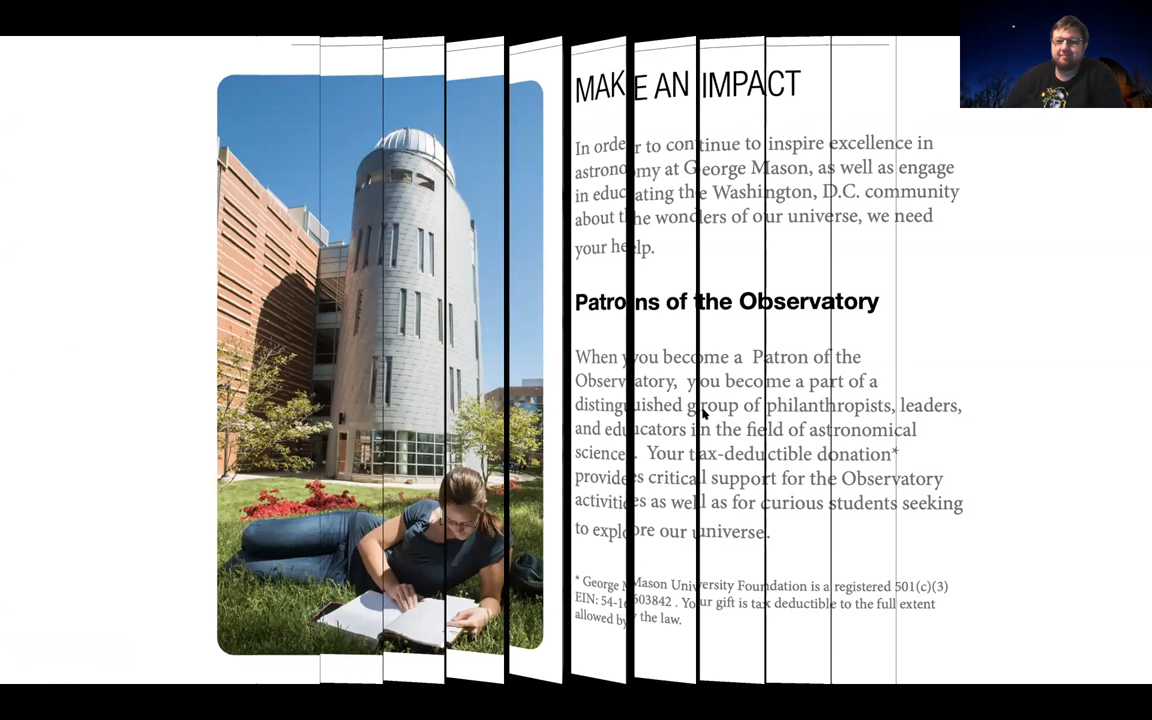 MAKE AN IMPACT
In order to continue to inspire excellence in
astronomy at George Mason, as well as engage
in educating the Washington, D.C. community
about the wonders of our universe, we need
your help.
Patrons of the Observatory
When you become a Patron of the
Observatory, you become a part of a
distinguished group of philanthropists, leaders,
and educators in the field of astronomical
science. Your tax-deductible donation*
provides critical support for the Observatory
activities as well as for curious students seeking
to explore our universe.
* George Mason University Foundation is a registered 501(c)(3)
EIN: 54-1603842 . Your gift is tax deductible to the full extent
allowed by the law.